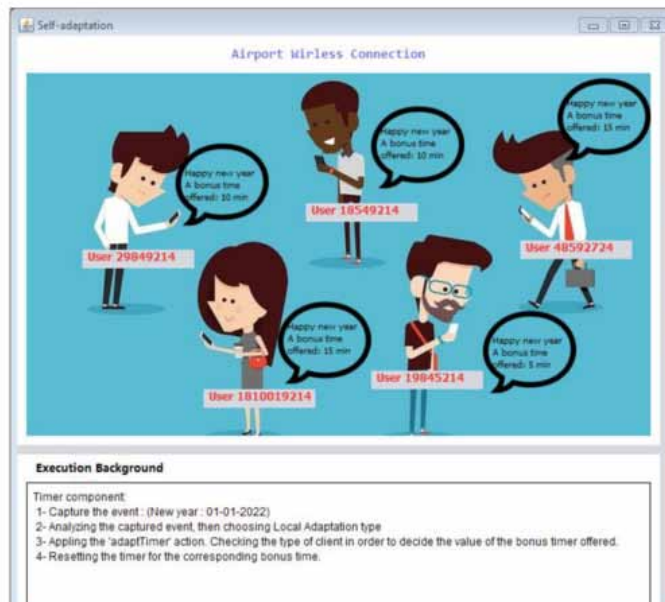 Self-adaptation
Airport Wirless Connection
Happy new year
A bonus time
offered: 10 min
User 29849214
Happy new year
A bonus time
offered: 10 min
User 18549214
Happy new year
A bonus time
offered: 15 min
User 48592724
Happy new year
A bonus time
offered: 15 min
User 1810019214
Happy new year
A bonus time
offered: 5 min
User 19845214
Execution Background
Timer component:
1- Capture the event : (New year : 01-01-2022)
2- Analyzing the captured event, then choosing Local Adaptation type
3- Appling the 'adaptTimer' action. Checking the type of client in order to decide the value of the bonus timer offered.
4- Resetting the timer for the corresponding bonus time.